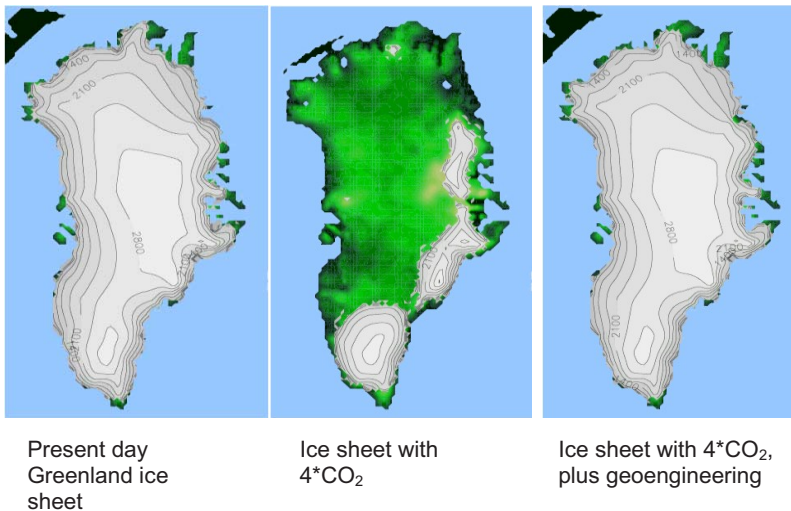 1400
2100
2800
2100
2100
1400
2100
2800
2100
Present day
Greenland ice
sheet
Ice sheet with
4*CO₂
Ice sheet with 4*CO₂,
plus geoengineering